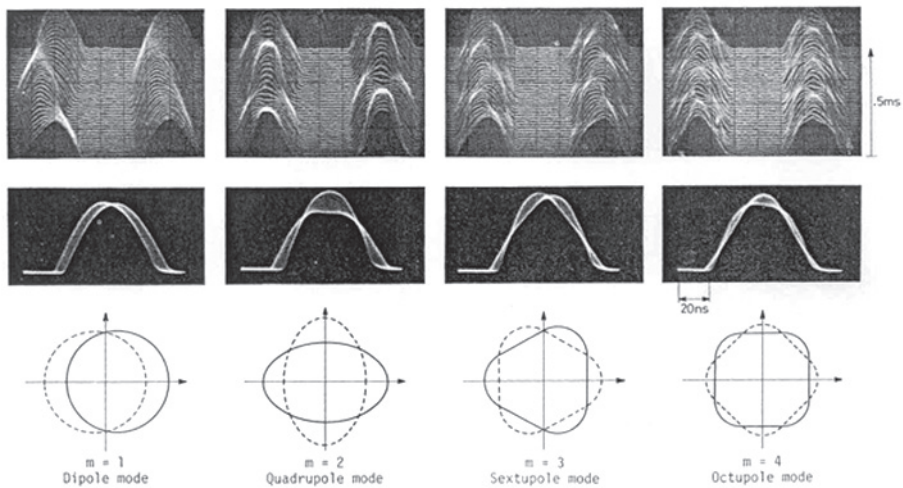 .5ms
20ns
m = 1
Dipole mode
m = 2
Quadrupole mode
m = 3
Sextupole mode
m = 4
Octupole mode